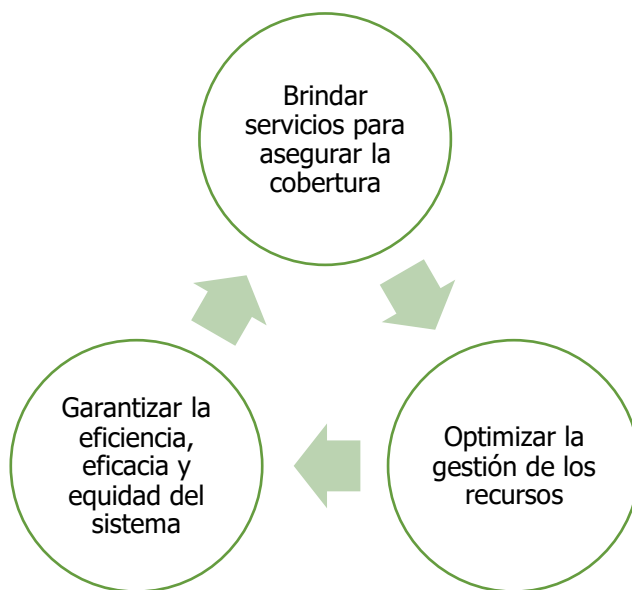 Brindar
servicios para
asegurar la
cobertura
Optimizar la
gestión de los
recursos
Garantizar la
eficiencia,
eficacia y
equidad del
sistema